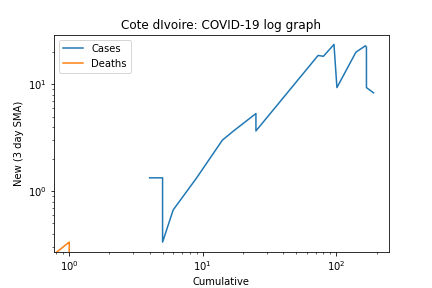 Cote dIvoire: COVID-19 log graph
Cases
Deaths
New (3 day SMA)
10¹
10⁰
10⁰ 10¹ 10²
Cumulative